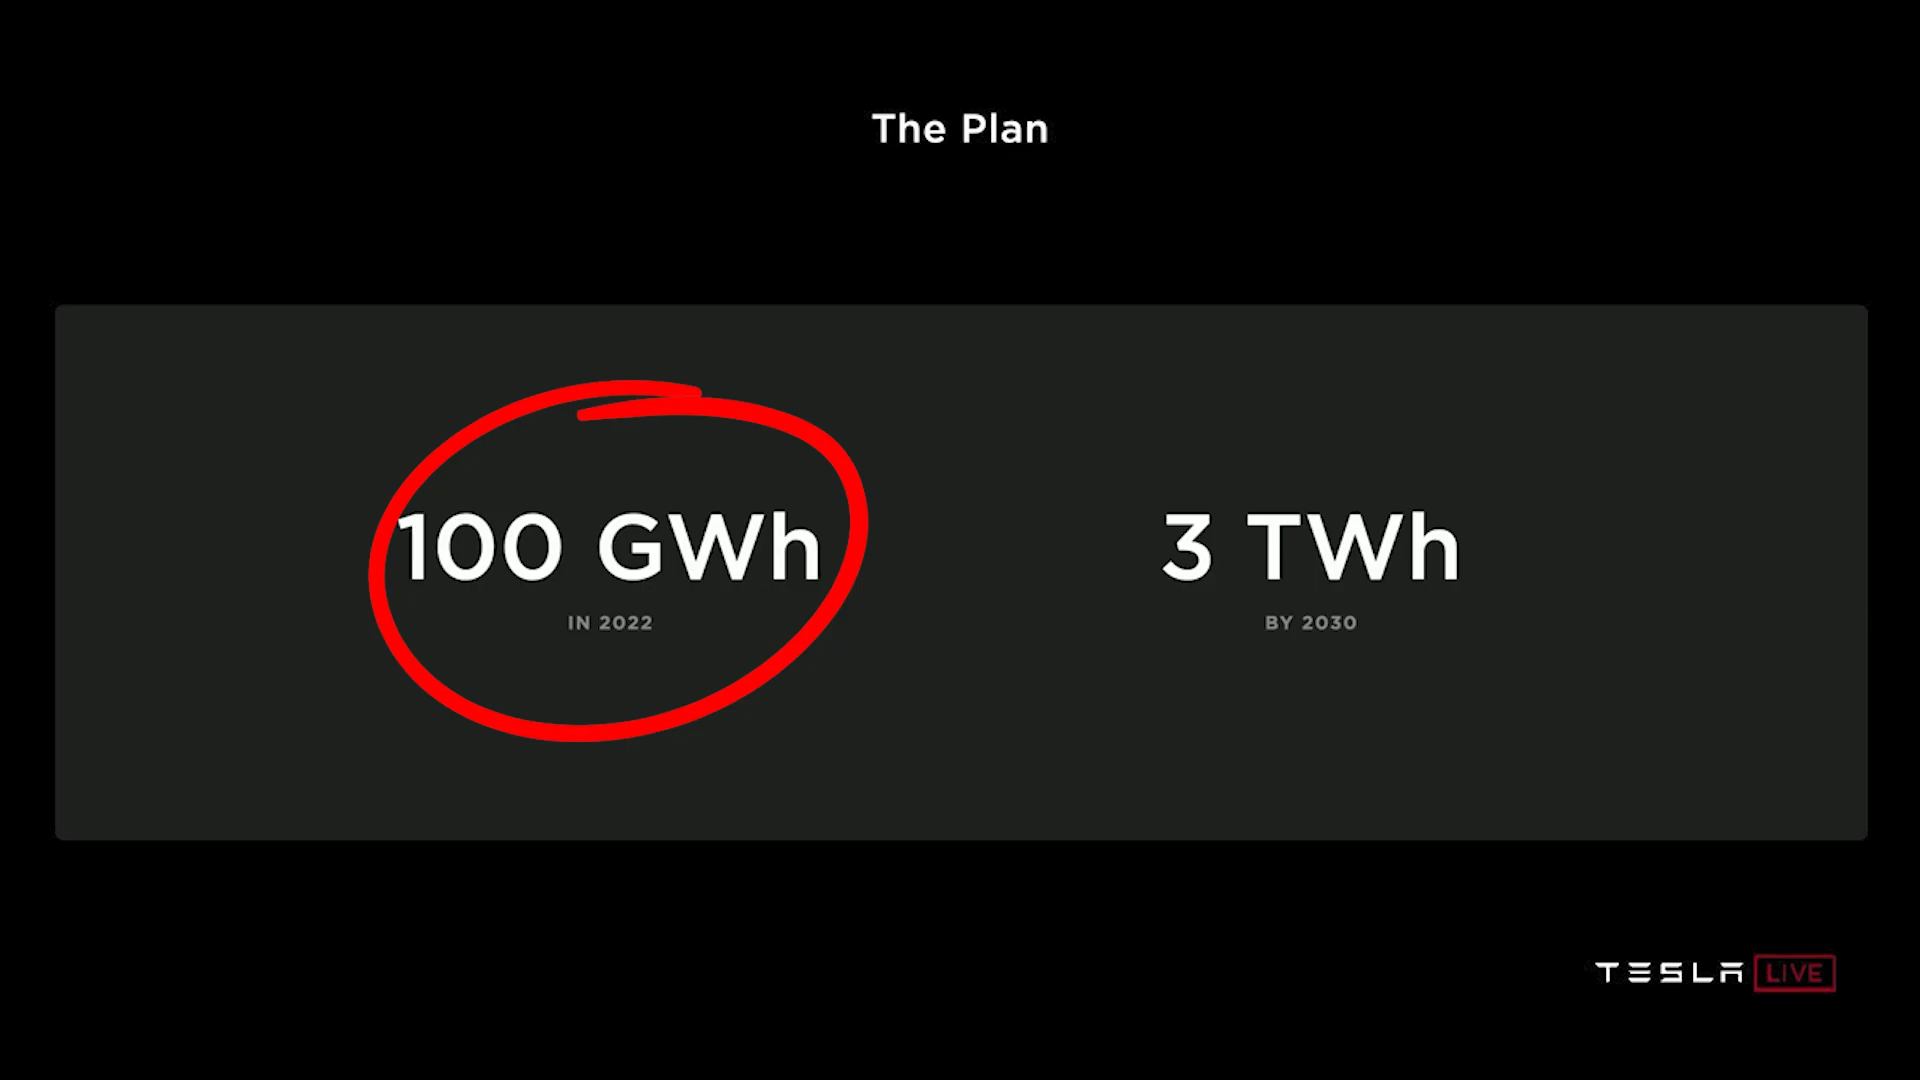 The Plan
100 GWh
IN 2022
3 TWh
BY 2030
TESLA LIVE